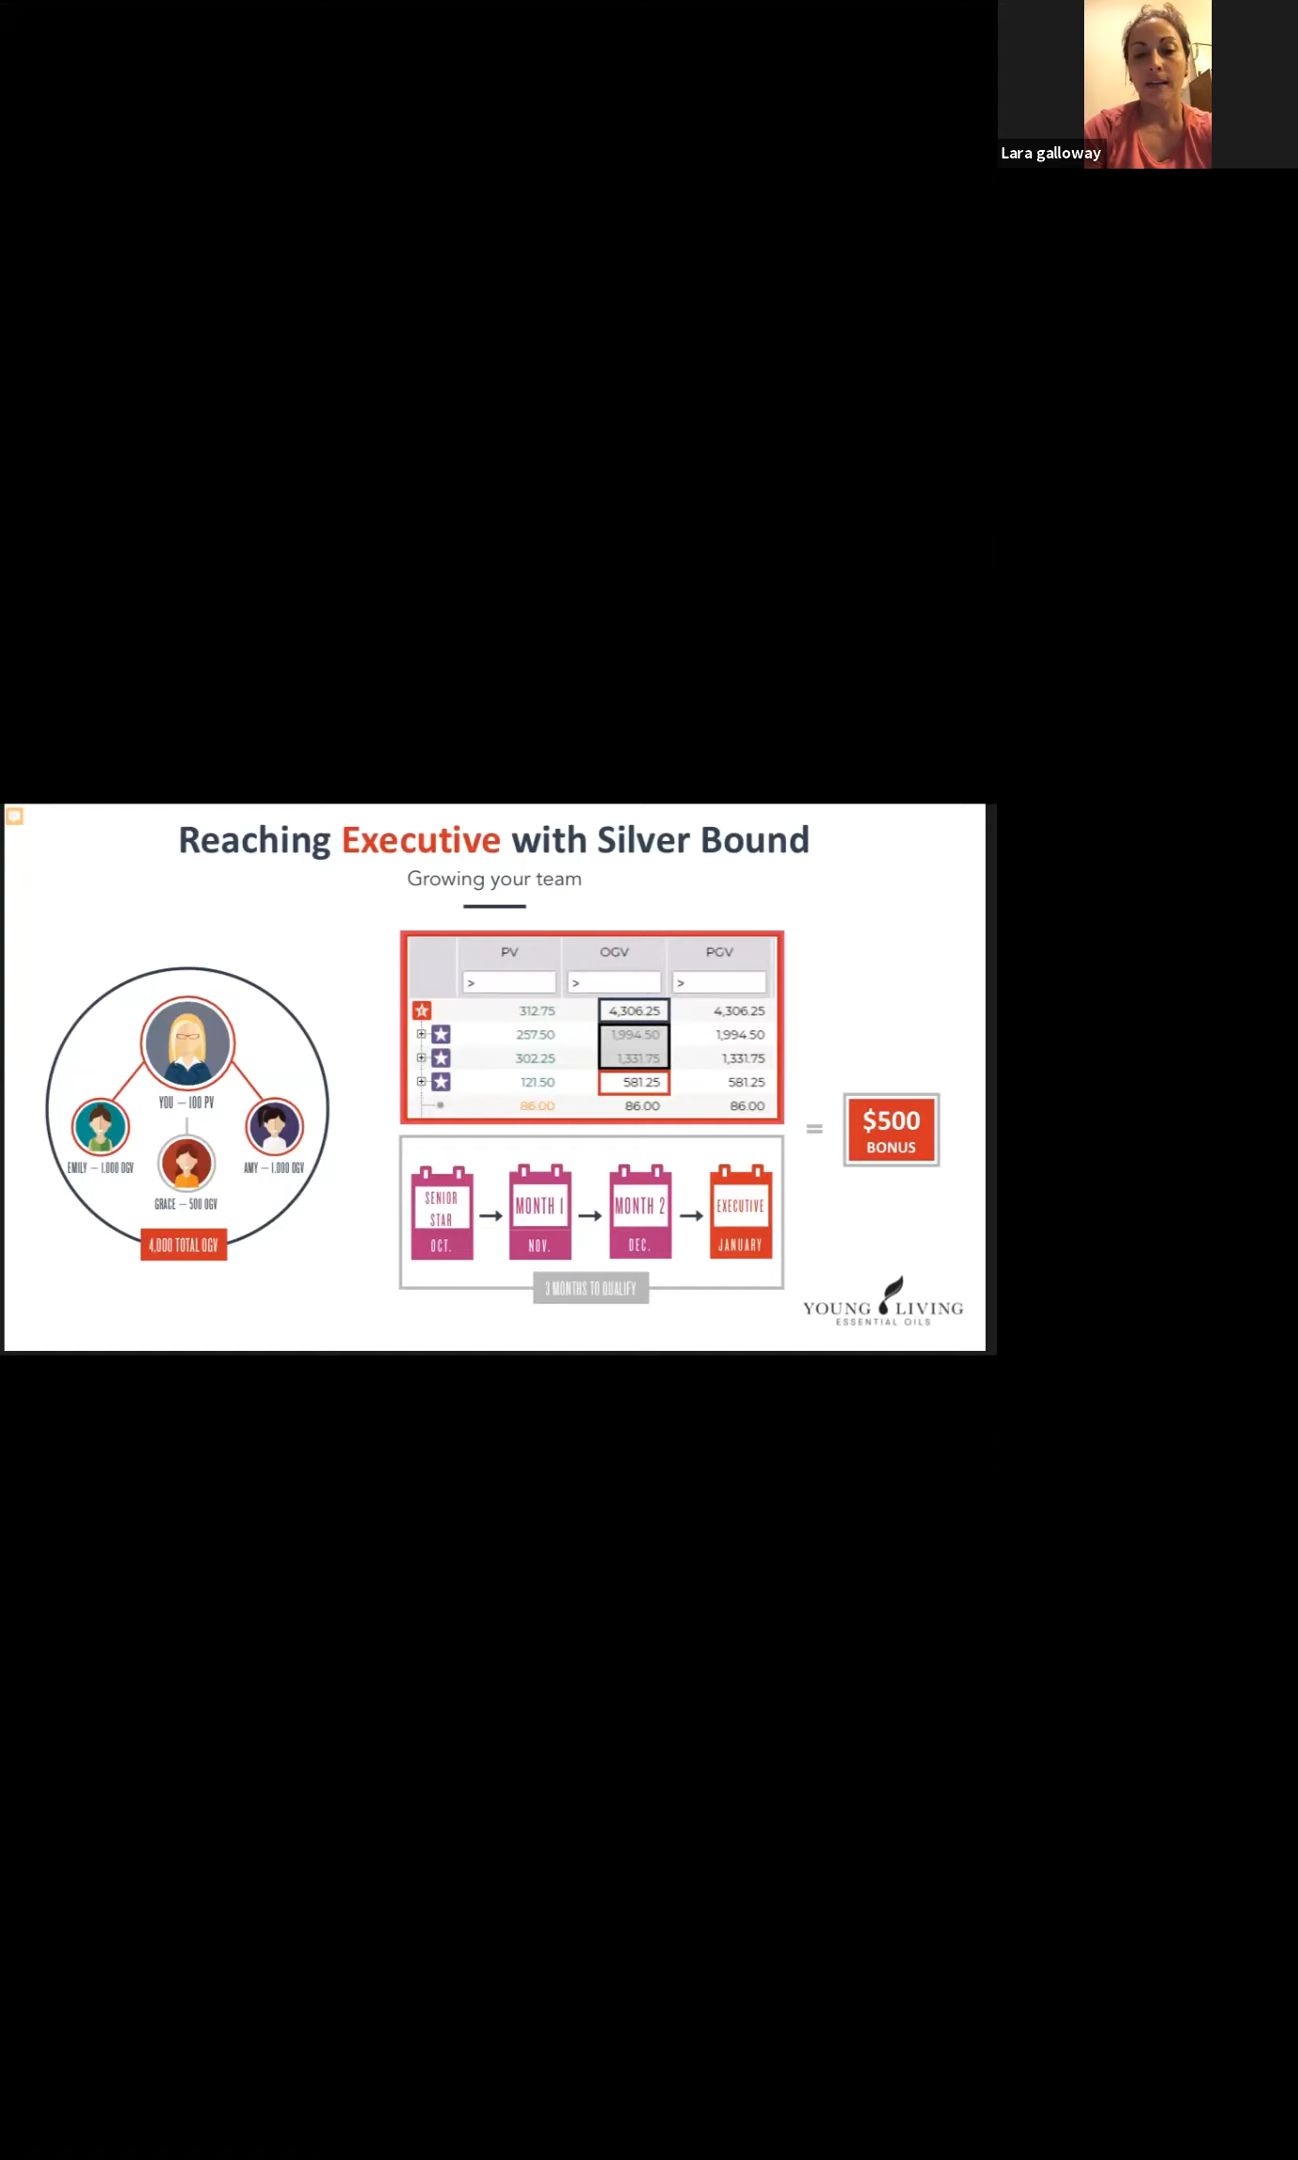 Lara galloway
Reaching Executive with Silver Bound
Growing your team
PV OGV PGV
> > >
312.75 4,306.25 4,306.25
257.50 1,994.50 1,994.50
302.25 1,331.75 1,331.75
121.50 581.25 581.25
86.00 86.00 86.00
YOU – 100 PV
EMILY – 1,000 OGV
AMY – 1,000 OGV
GRACE – 500 OGV
4,000 TOTAL OGV
SENIOR
STAR
OCT.
MONTH 1
NOV.
MONTH 2
DEC.
EXECUTIVE
JANUARY
3 MONTHS TO QUALIFY
=
$500
BONUS
YOUNG LIVING
ESSENTIAL OILS